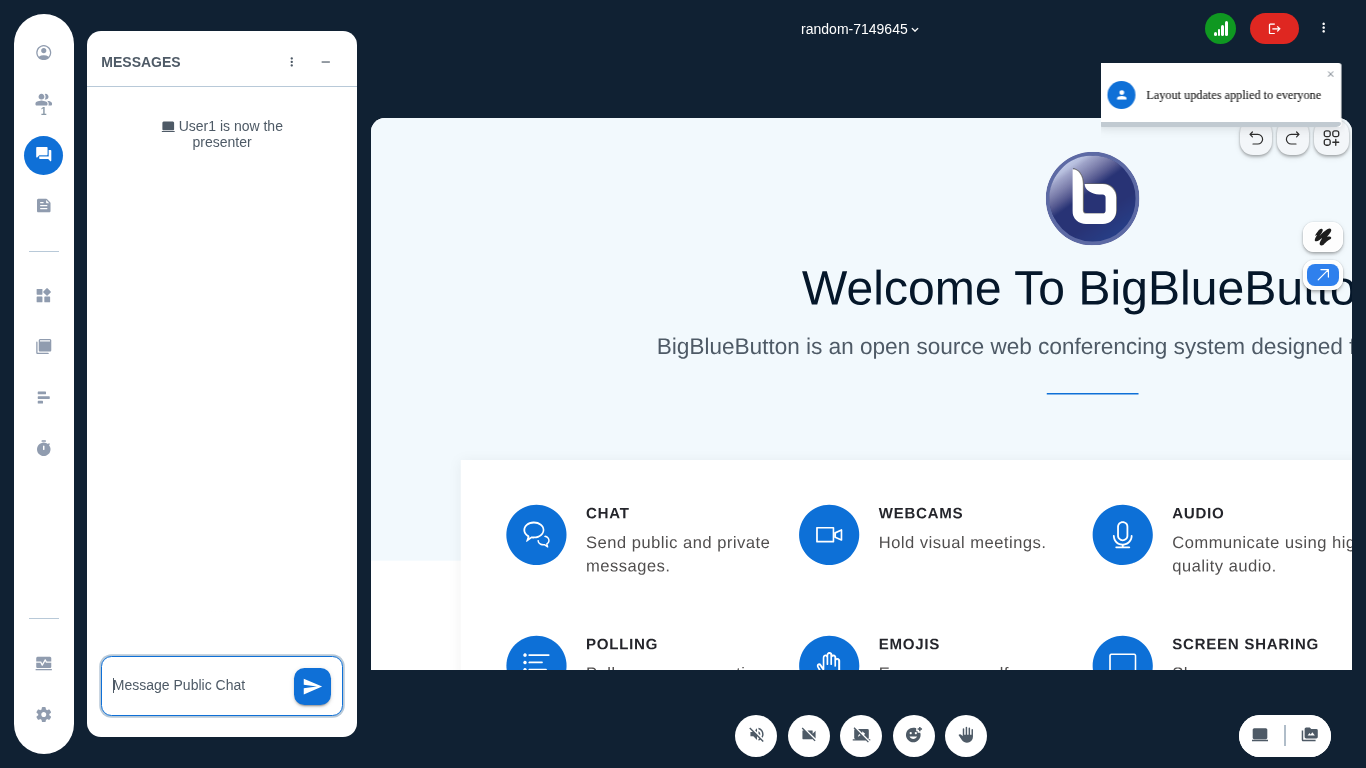 random-7149645
MESSAGES
1
User1 is now the
presenter
Message Public Chat
Layout updates applied to everyone
Welcome To BigBlueButto
BigBlueButton is an open source web conferencing system designed f
CHAT
Send public and private
messages.
WEBCAMS
Hold visual meetings.
AUDIO
Communicate using hig
quality audio.
POLLING
EMOJIS
SCREEN SHARING